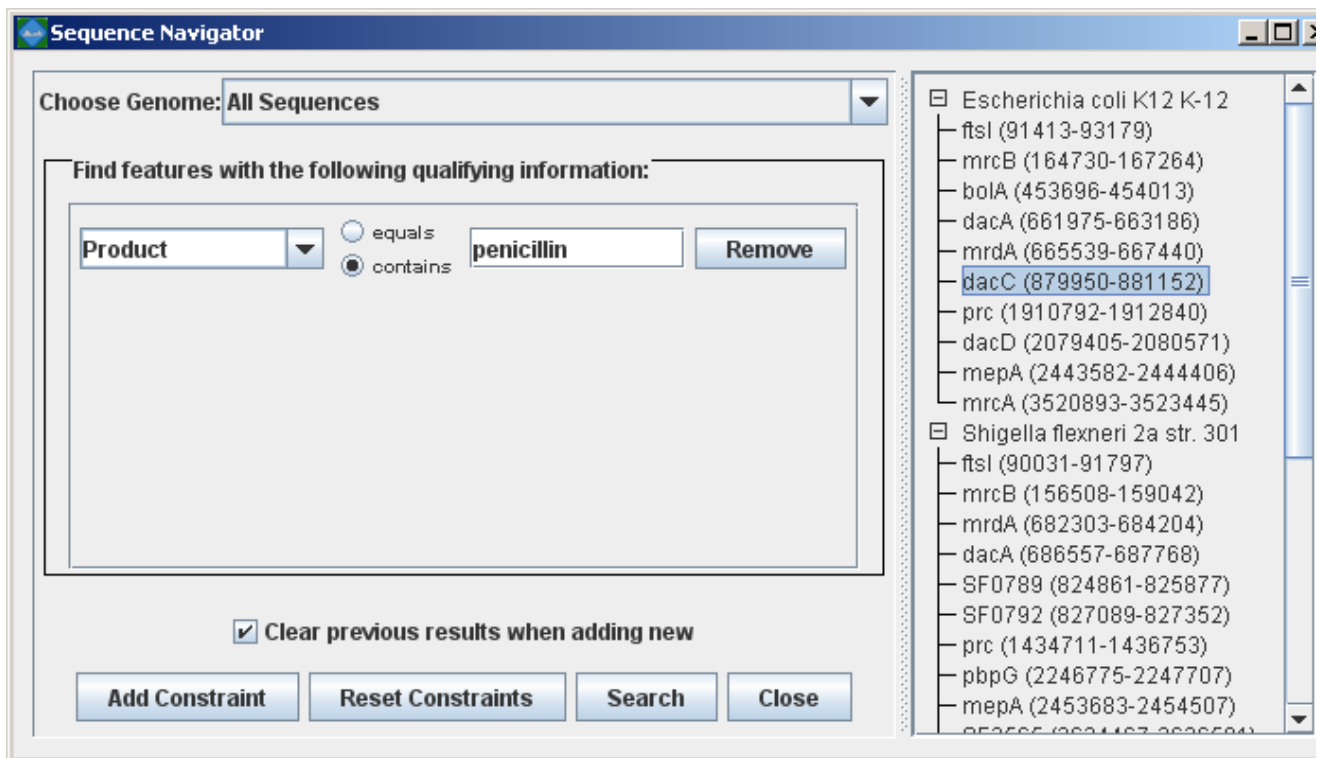 Sequence Navigator
Choose Genome: All Sequences
Find features with the following qualifying information:
Product
equals
contains
penicillin
Remove
Clear previous results when adding new
Add Constraint
Reset Constraints
Search
Close
Escherichia coli K12 K-12
ftsI (91413-93179)
mrcB (164730-167264)
bolA (453696-454013)
dacA (661975-663186)
mrdA (665539-667440)
dacC (879950-881152)
prc (1910792-1912840)
dacD (2079405-2080571)
mepA (2443582-2444406)
mrcA (3520893-3523445)
Shigella flexneri 2a str. 301
ftsI (90031-91797)
mrcB (156508-159042)
mrdA (682303-684204)
dacA (686557-687768)
SF0789 (824861-825877)
SF0792 (827089-827352)
prc (1434711-1436753)
pbpG (2246775-2247707)
mepA (2453683-2454507)